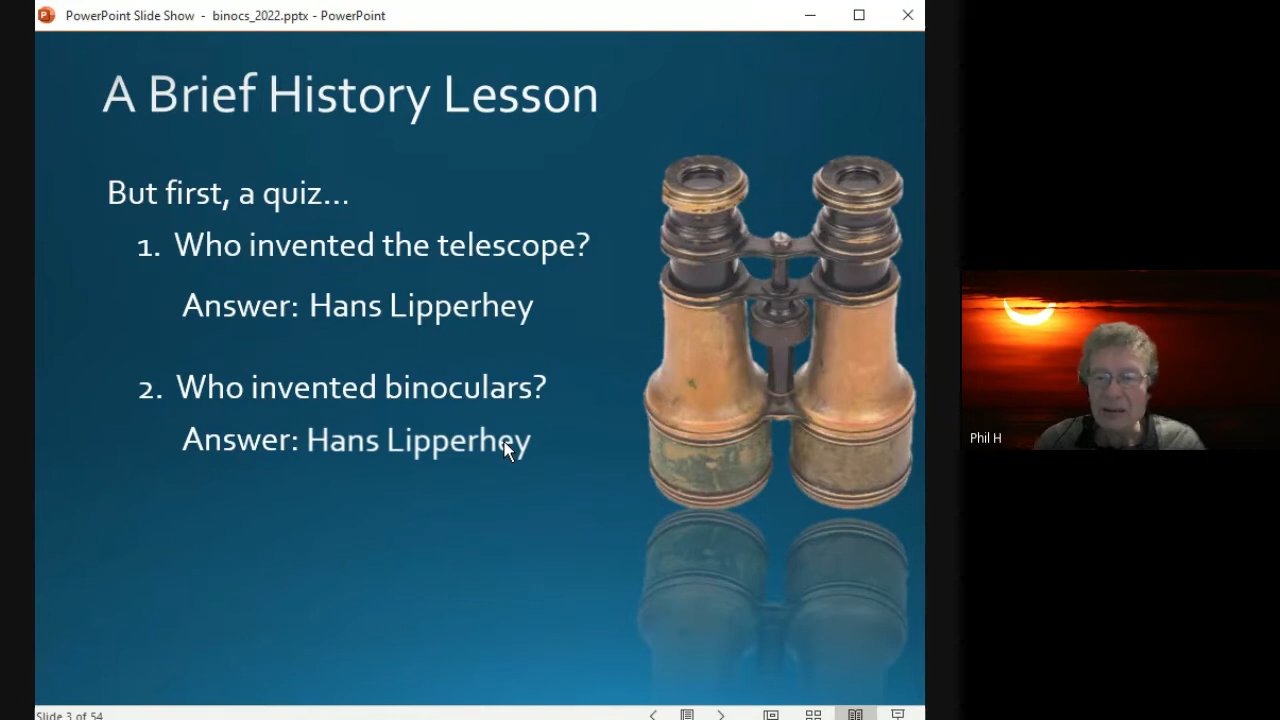 PowerPoint Slide Show - binocs_2022.pptx - PowerPoint
A Brief History Lesson
But first, a quiz...
1. Who invented the telescope?
Answer: Hans Lipperhey
2. Who invented binoculars?
Answer: Hans Lipperhey
Phil H
Slide 3 of 54